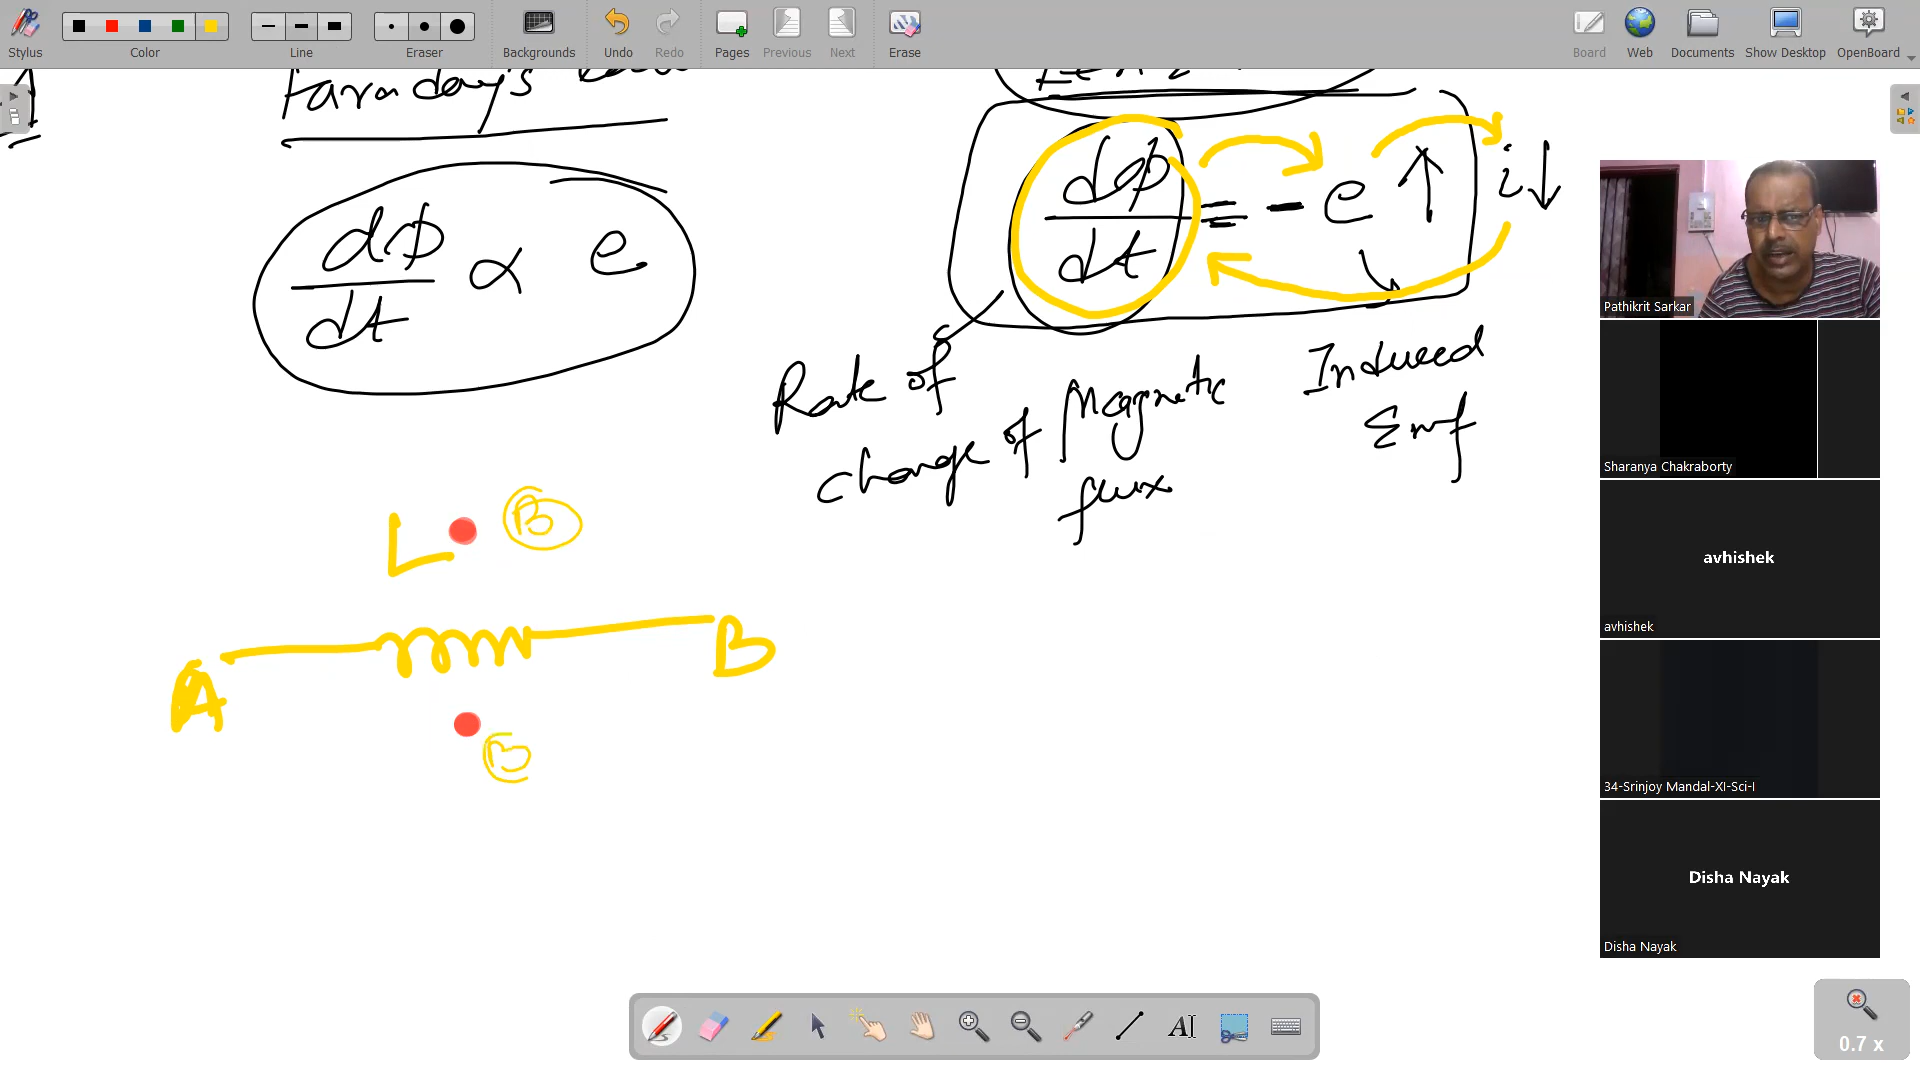 Stylus
Color
Line
Eraser
Backgrounds
Undo
Redo
Pages
Previous
Next
Erase
Board
Web
Documents
Show Desktop
OpenBoard
Faraday's
dϕ/dt ∝ e
dϕ/dt = - e ↑ i ↓
Rate of
change of Magnetic
flux
Induced
Emf
L B
A B
B
Pathikrit Sarkar
Sharanya Chakraborty
avhishek
avhishek
34-Srinjoy Mandal-XI-Sci-I
Disha Nayak
Disha Nayak
0.7 x